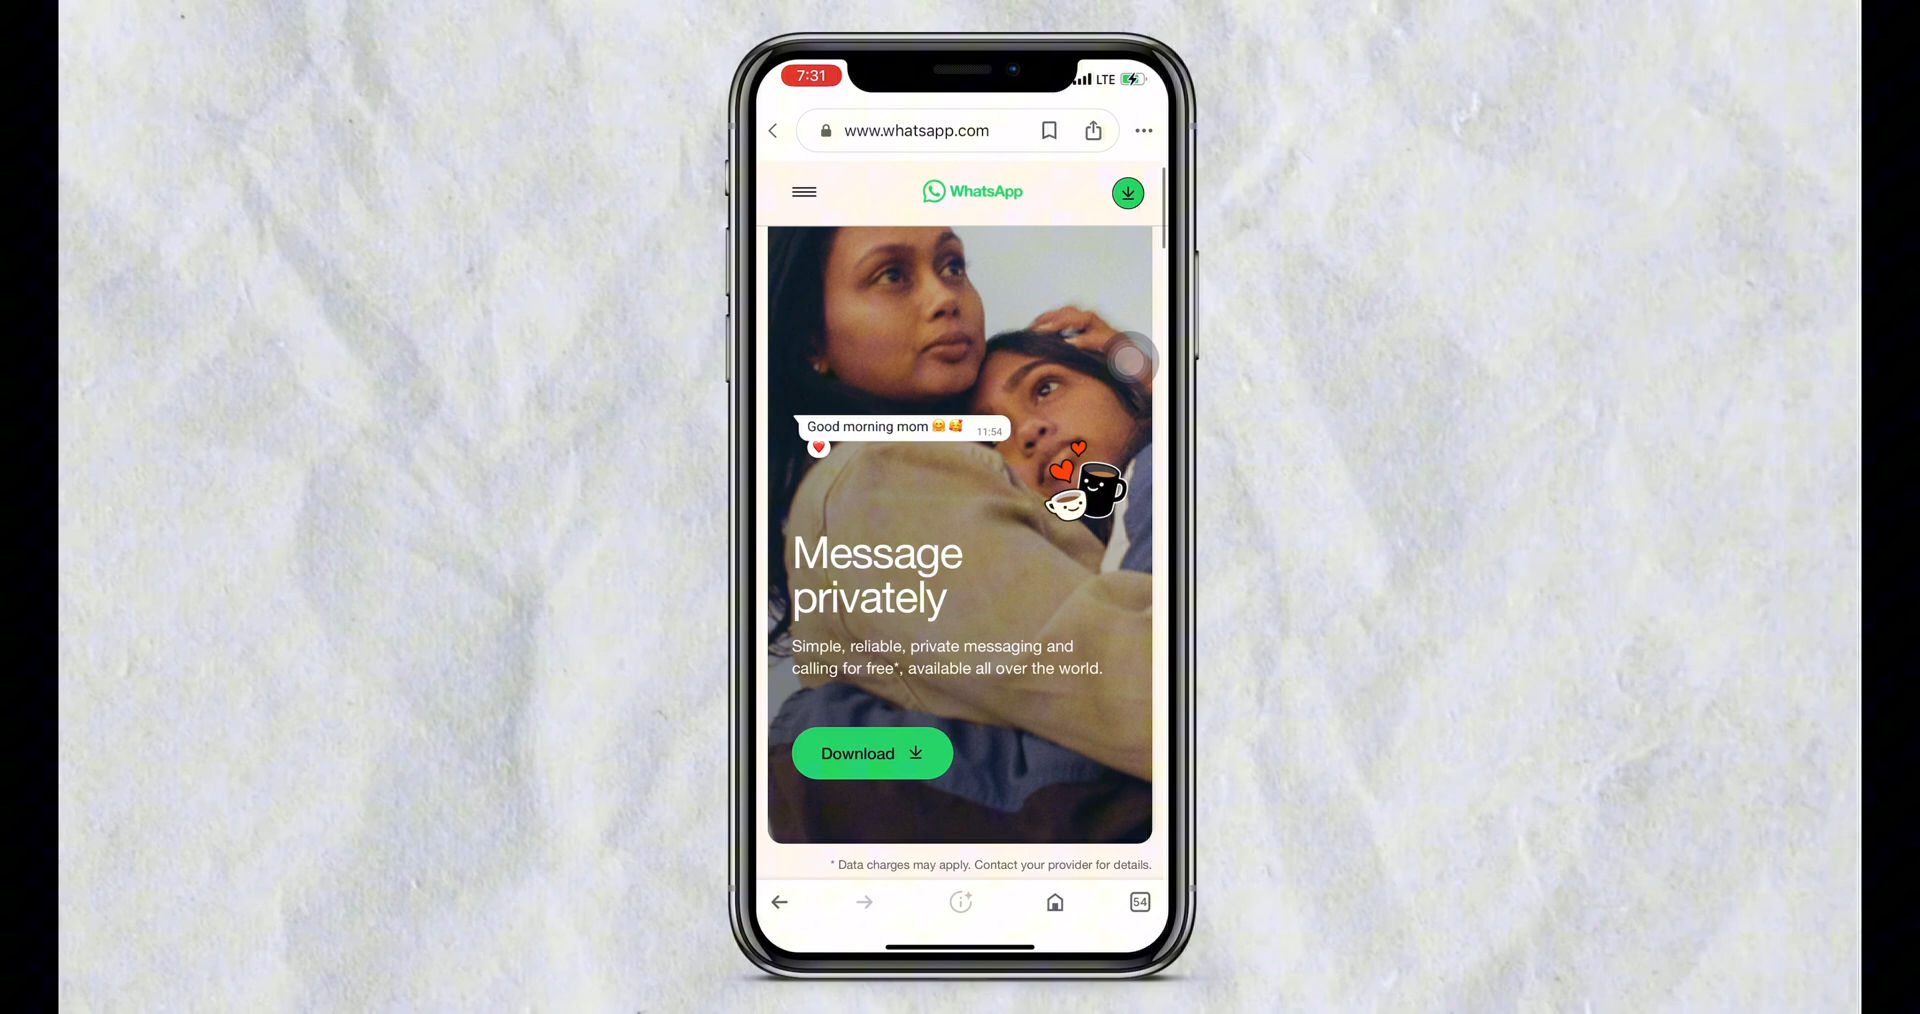 7:31
LTE
www.whatsapp.com
WhatsApp
Good morning mom 🤗 🥰 11:54
Message
privately
Simple, reliable, private messaging and
calling for free*, available all over the world.
Download
* Data charges may apply. Contact your provider for details.
54